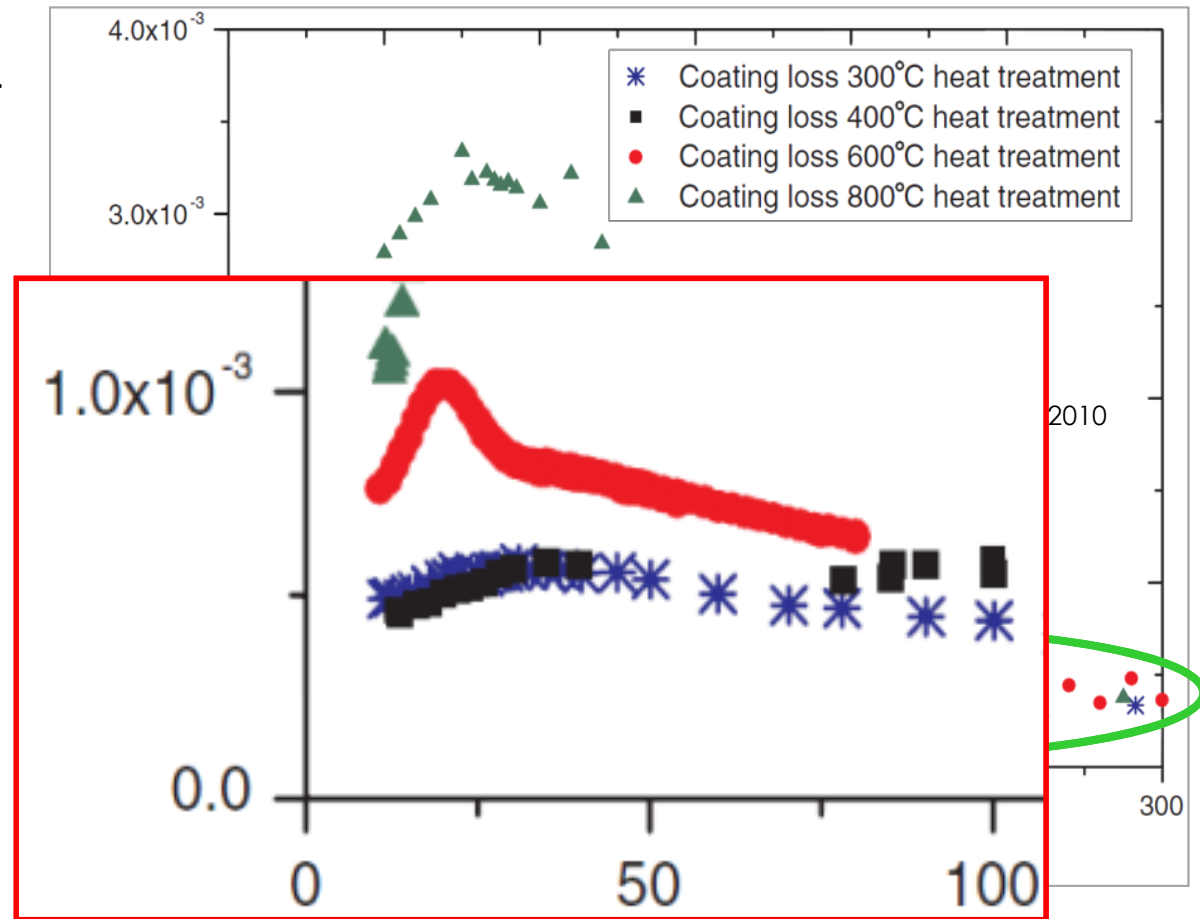 4.0x10⁻³
Coating loss 300°C heat treatment
Coating loss 400°C heat treatment
Coating loss 600°C heat treatment
Coating loss 800°C heat treatment
3.0x10⁻³
1.0x10⁻³
2010
0.0
300
0 50 100